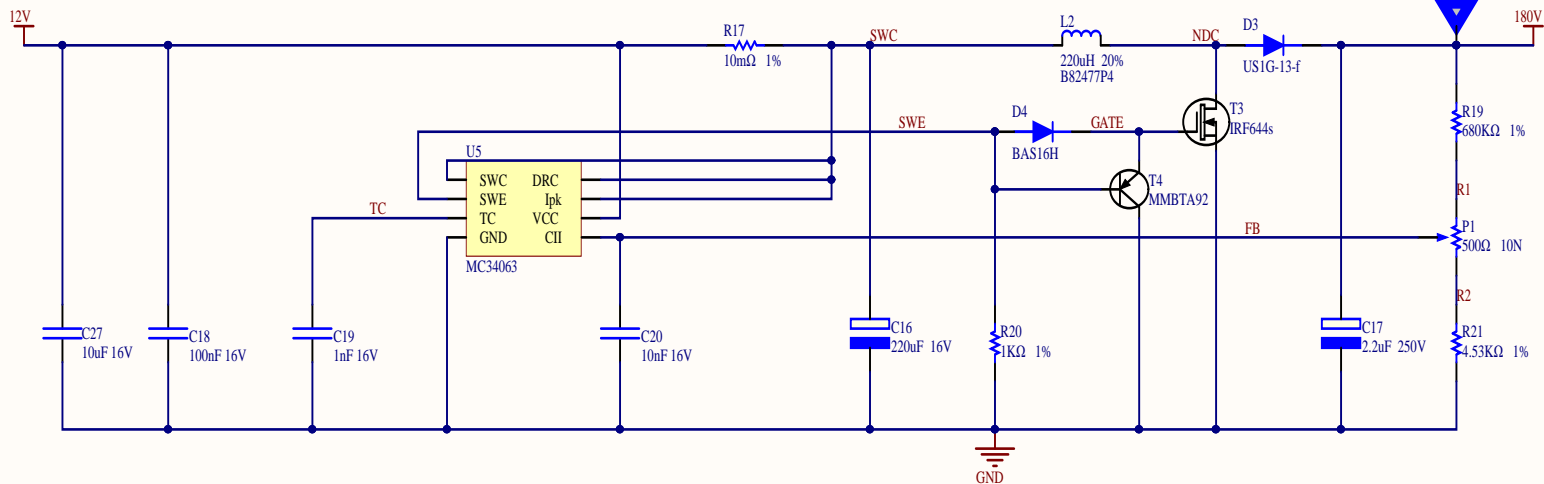 12V
R17
10mΩ 1%
SWC
L2
220uH 20%
B82477P4
NDC
D3
US1G-13-f
180V
SWE
D4
BAS16H
GATE
T3
IRF644s
R19
680KΩ 1%
U5
SWC
SWE
TC
GND
DRC
Ipk
VCC
CII
MC34063
TC
T4
MMBTA92
R1
FB
P1
500Ω 10N
R2
C27
10uF 16V
C18
100nF 16V
C19
1nF 16V
C20
10nF 16V
C16
220uF 16V
R20
1KΩ 1%
C17
2.2uF 250V
R21
4.53KΩ 1%
GND